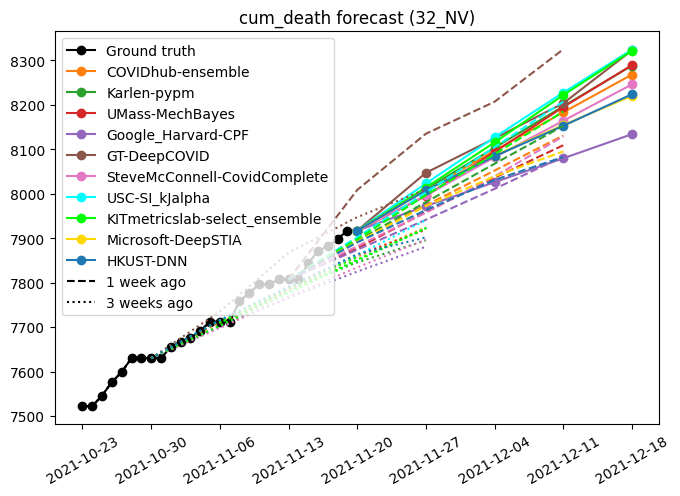 cum_death forecast (32_NV)
8300
8200
8100
8000
7900
7800
7700
7600
7500
Ground truth
COVIDhub-ensemble
Karlen-pypm
UMass-MechBayes
Google_Harvard-CPF
GT-DeepCOVID
SteveMcConnell-CovidComplete
USC-SI_kJalpha
KITmetricslab-select_ensemble
Microsoft-DeepSTIA
HKUST-DNN
1 week ago
3 weeks ago
2021-10-23
2021-10-30
2021-11-06
2021-11-13
2021-11-20
2021-11-27
2021-12-04
2021-12-11
2021-12-18